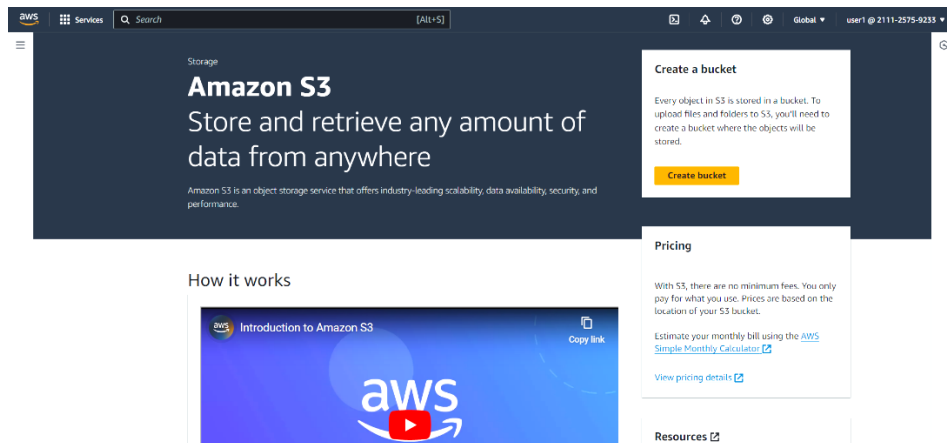 aws
Services
Search
[Alt+S]
Global
user1 @ 2111-2575-9233
Storage
Amazon S3
Store and retrieve any amount of
data from anywhere
Amazon S3 is an object storage service that offers industry-leading scalability, data availability, security, and
performance.
Create a bucket
Every object in S3 is stored in a bucket. To
upload files and folders to S3, you'll need to
create a bucket where the objects will be
stored.
Create bucket
Pricing
With S3, there are no minimum fees. You only
pay for what you use. Prices are based on the
location of your S3 bucket.
Estimate your monthly bill using the AWS
Simple Monthly Calculator
View pricing details
Resources
How it works
aws
Introduction to Amazon S3
Copy link
aws